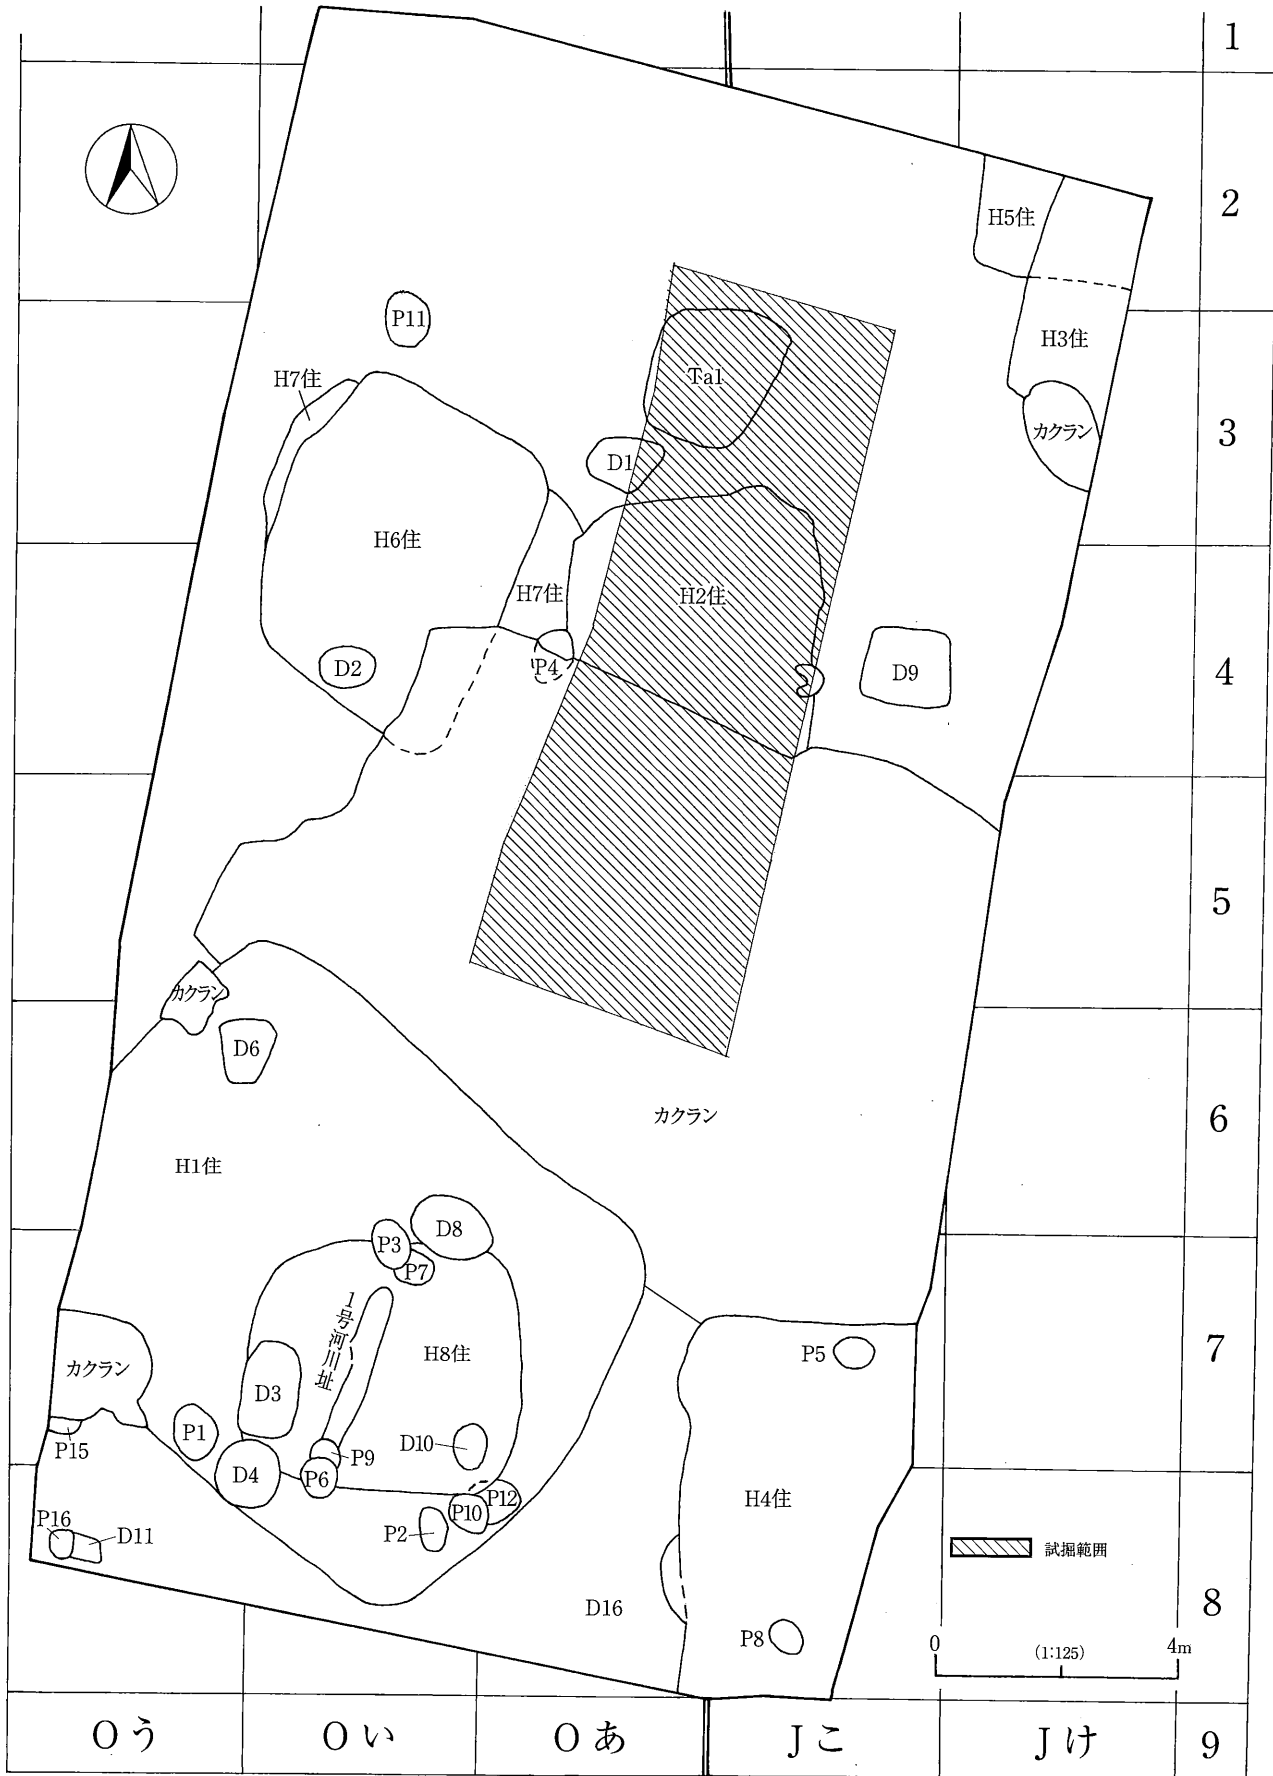 1
2
H5住
P11
H3住
H7住
Ta1
カクラン
3
D1
H6住
H7住
H2住
D2
P4
D9
4
5
カクラン
D6
カクラン
6
H1住
D8
P3
P7
1号河川址
H8住
P5
7
カクラン
D3
P1
D10
P15
P9
D4
P6
P12
H4住
P10
P16
D11
P2
試掘範囲
D16
8
P8
0
(1:125)
4m
Oう
Oい
Oあ
Jこ
Jけ
9